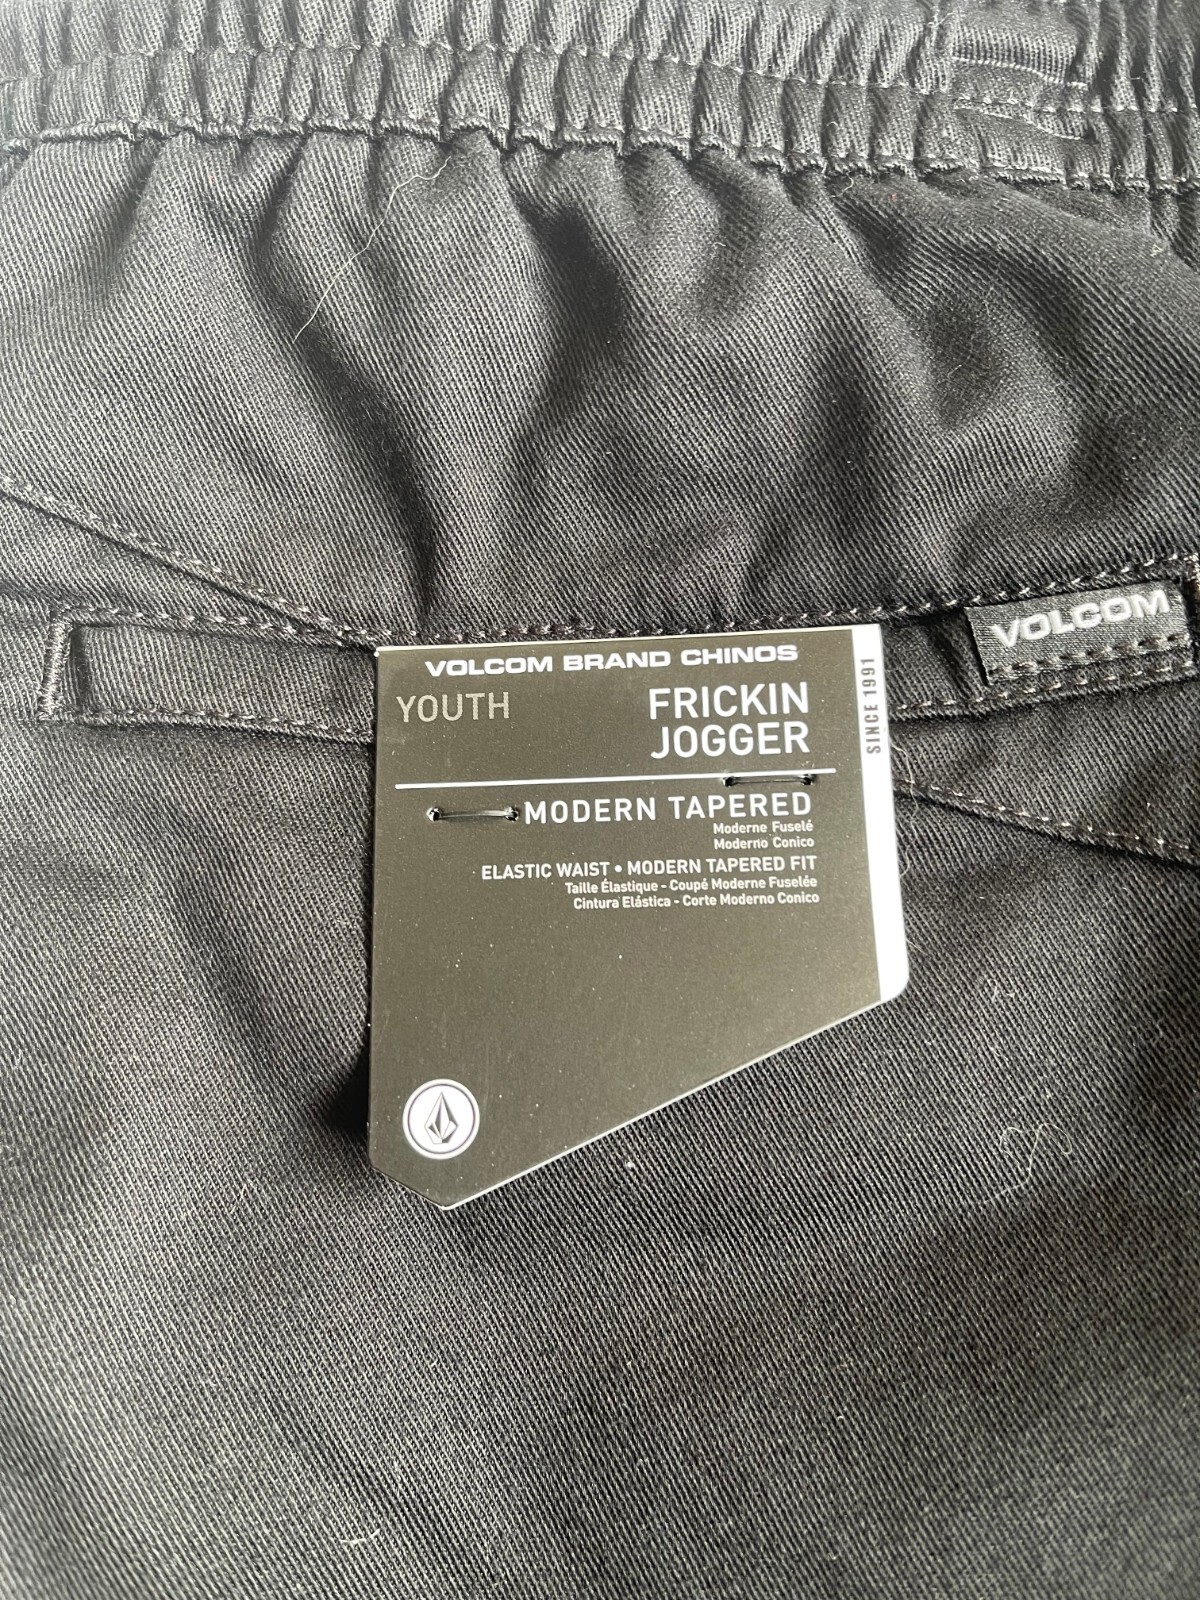 VOLCOM
VOLCOM BRAND CHINOS
YOUTH
FRICKIN
JOGGER
SINCE 1991
MODERN TAPERED
Moderne Fuselé
Moderno Conico
ELASTIC WAIST • MODERN TAPERED FIT
Taille Élastique - Coupé Moderne Fuselée
Cintura Elástica - Corte Moderno Conico